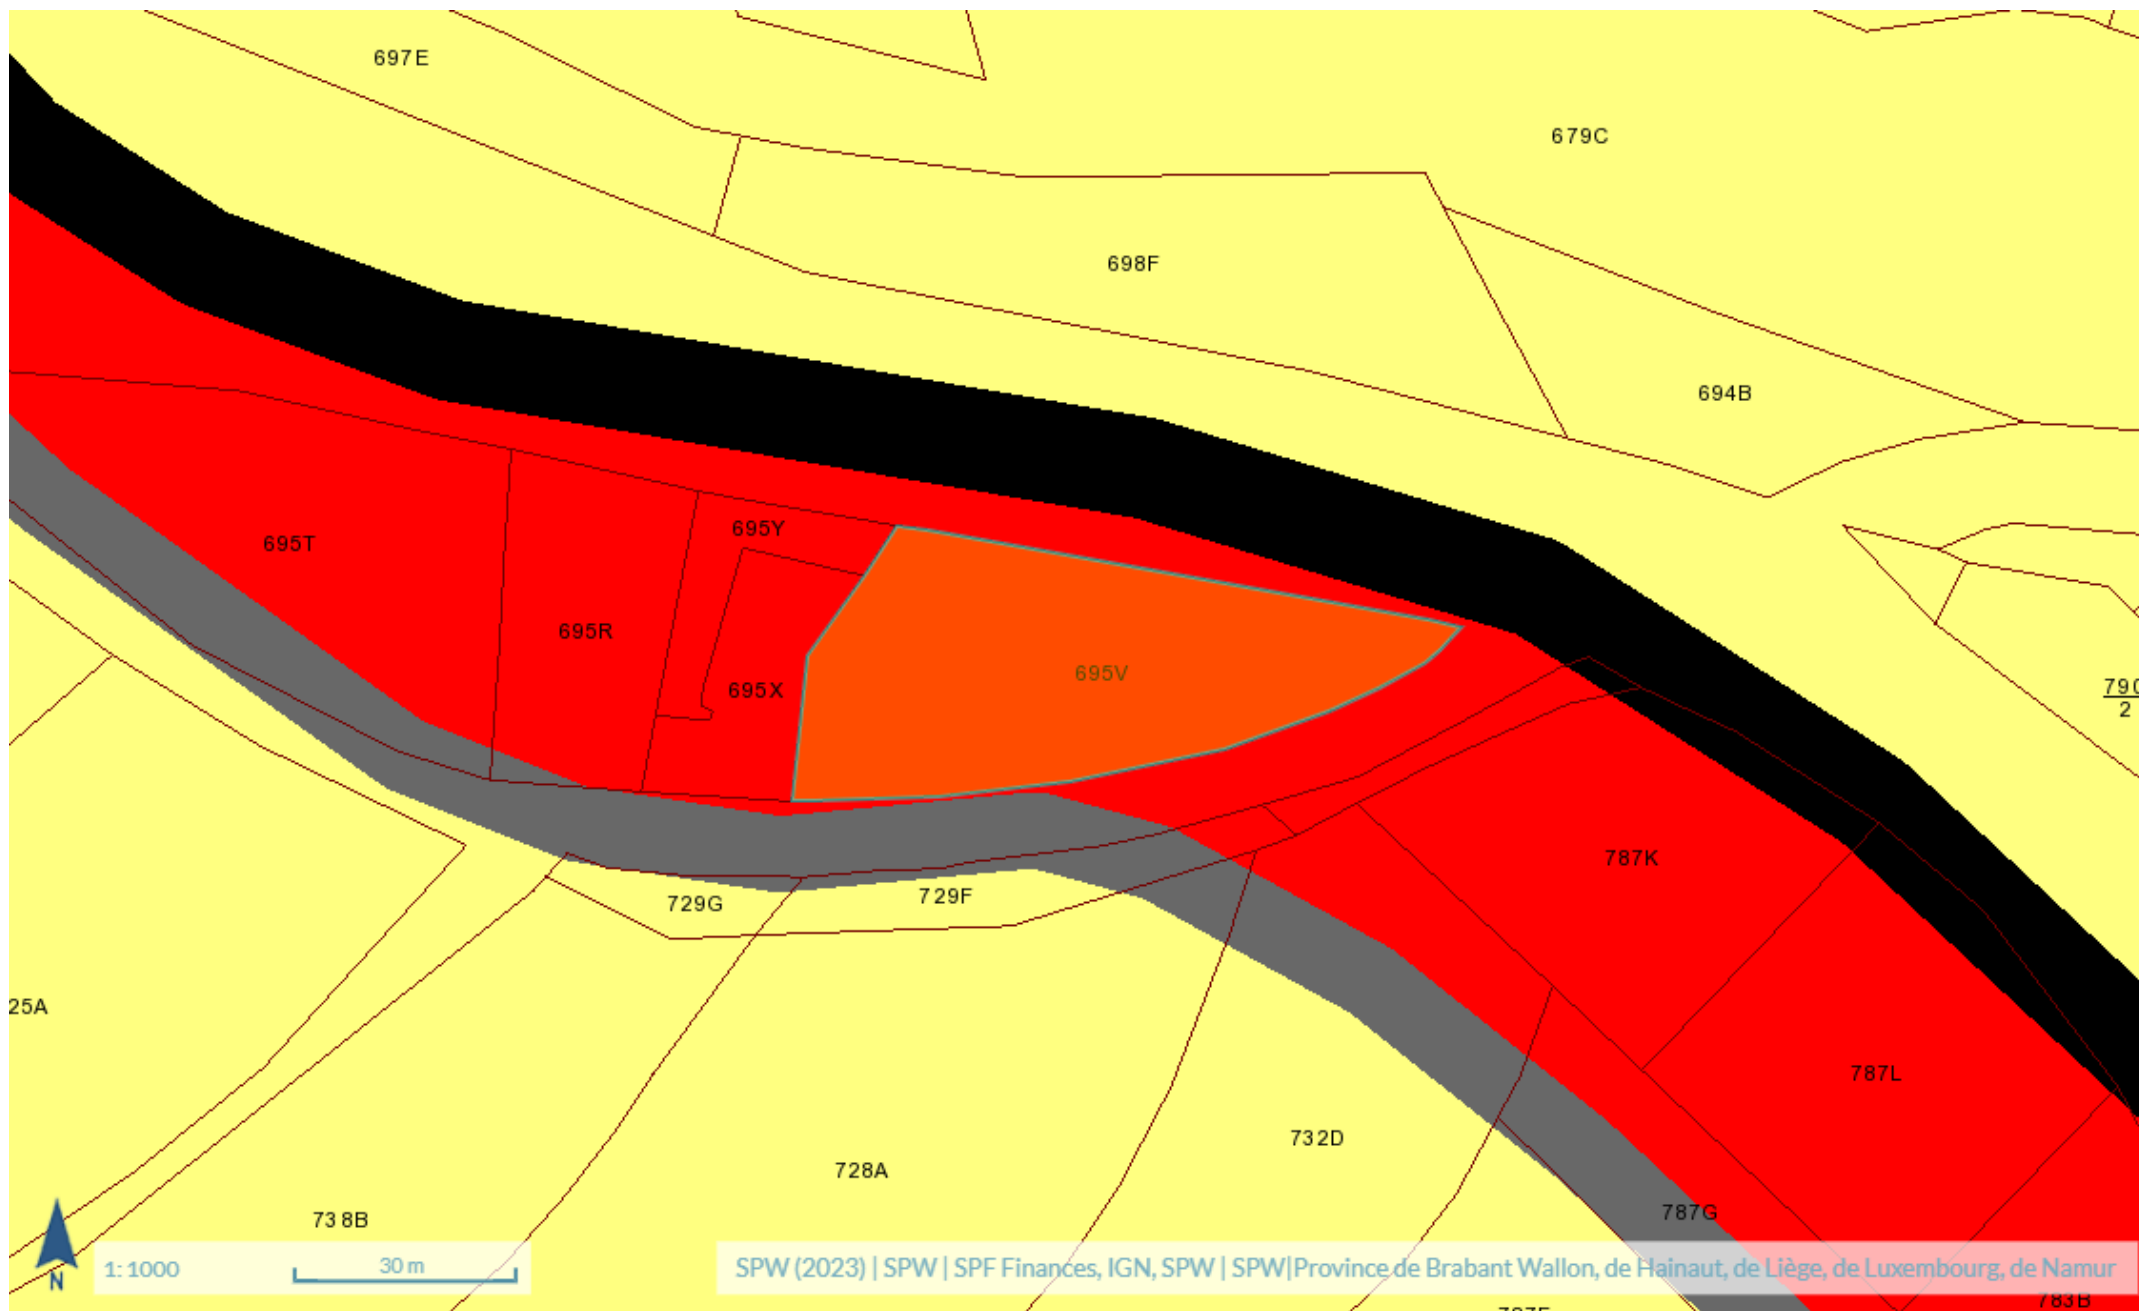 697E
679C
698F
694B
695Y
695T
695R
695X
695V
790
2
787K
729G
729F
25A
787L
732D
728A
738B
787G
1: 1000
30 m
SPW (2023) | SPW | SPF Finances, IGN, SPW | SPW|Province de Brabant Wallon, de Hainaut, de Liège, de Luxembourg, de Namur
N
783B